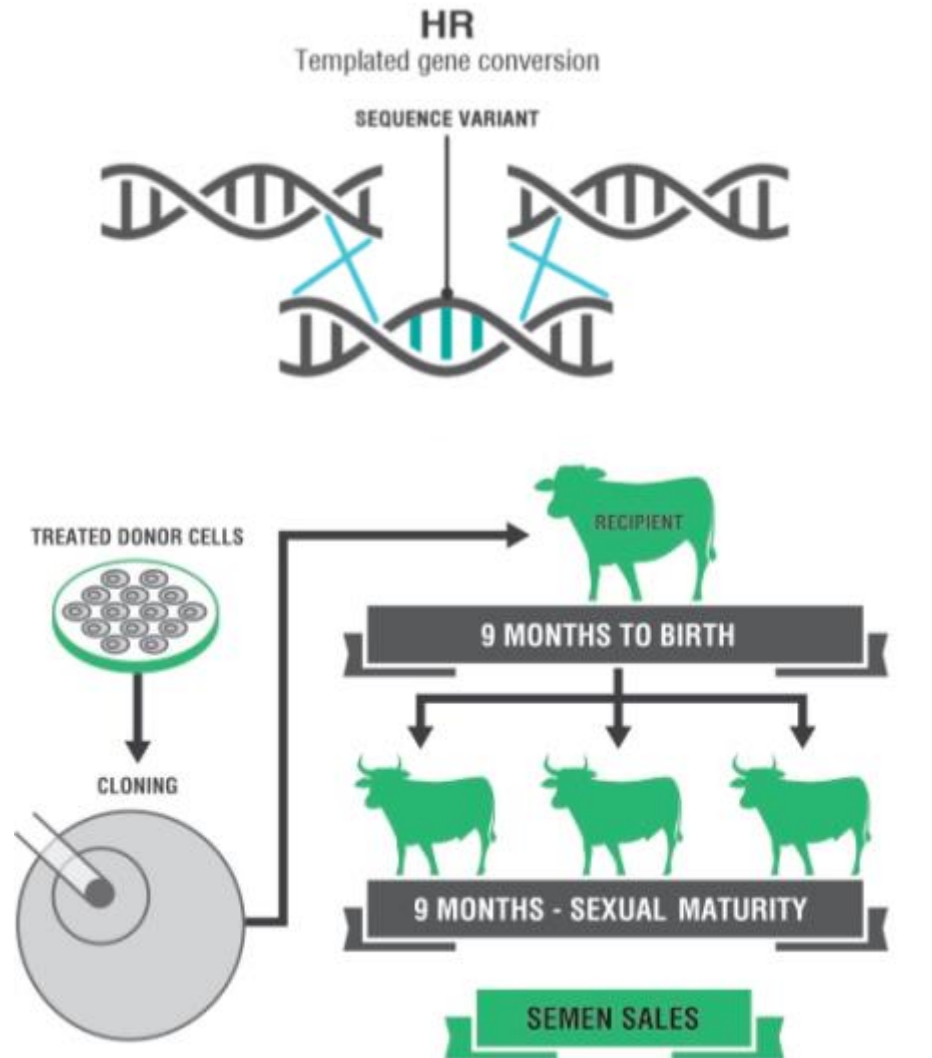 HR
Templated gene conversion
SEQUENCE VARIANT
RECIPIENT
TREATED DONOR CELLS
9 MONTHS TO BIRTH
CLONING
9 MONTHS - SEXUAL MATURITY
SEMEN SALES